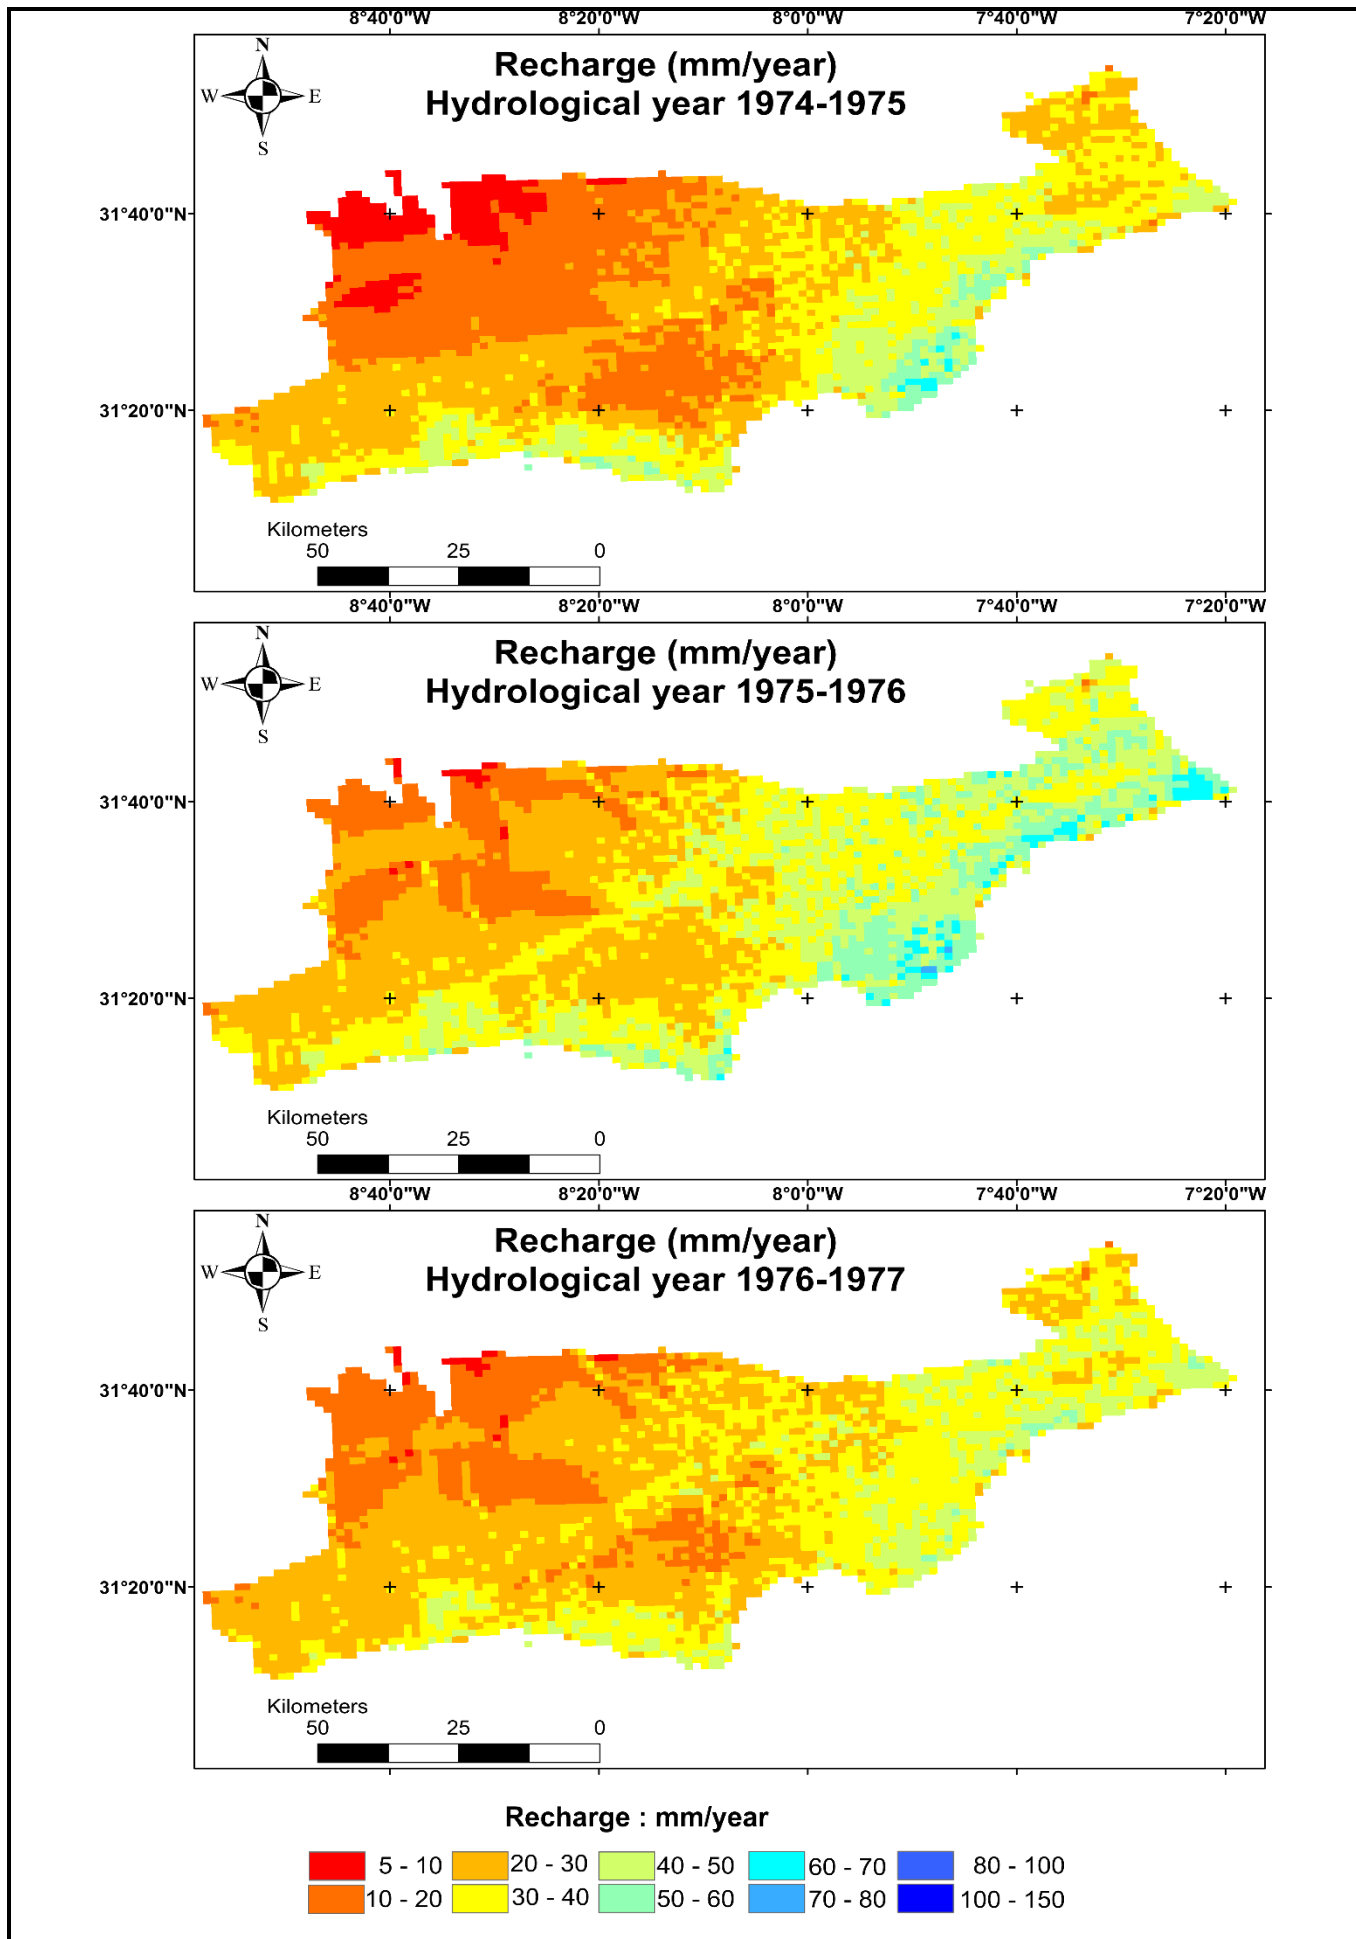 8°40'0"W 8°20'0"W 8°0'0"W 7°40'0"W 7°20'0"W
Recharge (mm/year)
Hydrological year 1974-1975
N
W E
S
31°40'0"N
31°20'0"N
Kilometers
50 25 0
8°40'0"W 8°20'0"W 8°0'0"W 7°40'0"W 7°20'0"W
Recharge (mm/year)
Hydrological year 1975-1976
N
W E
S
31°40'0"N
31°20'0"N
Kilometers
50 25 0
8°40'0"W 8°20'0"W 8°0'0"W 7°40'0"W 7°20'0"W
Recharge (mm/year)
Hydrological year 1976-1977
N
W E
S
31°40'0"N
31°20'0"N
Kilometers
50 25 0
Recharge : mm/year
5 - 10 20 - 30 40 - 50 60 - 70 80 - 100
10 - 20 30 - 40 50 - 60 70 - 80 100 - 150